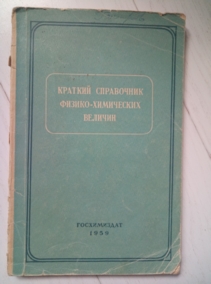 КРАТКИЙ СПРАВОЧНИК
ФИЗИКО-ХИМИЧЕСКИХ
ВЕЛИЧИН
ГОСХИМИЗДАТ